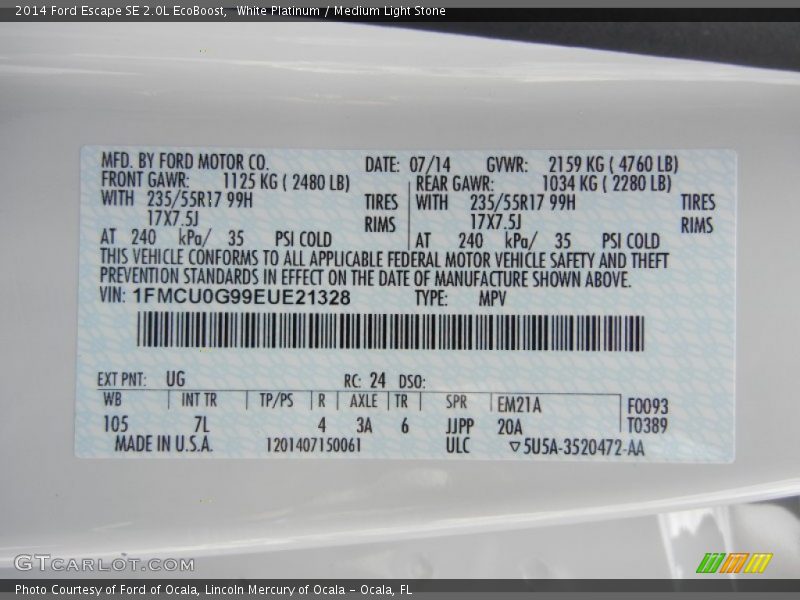 2014 Ford Escape SE 2.0L EcoBoost,  White Platinum / Medium Light Stone
MFD. BY FORD MOTOR CO. DATE: 07/14 GVWR: 2159 KG ( 4760 LB)
FRONT GAWR: 1125 KG ( 2480 LB) REAR GAWR: 1034 KG ( 2280 LB)
WITH 235/55R17 99H TIRES WITH 235/55R17 99H TIRES
17X7.5J RIMS 17X7.5J RIMS
AT 240 kPa/ 35 PSI COLD AT 240 kPa/ 35 PSI COLD
THIS VEHICLE CONFORMS TO ALL APPLICABLE FEDERAL MOTOR VEHICLE SAFETY AND THEFT
PREVENTION STANDARDS IN EFFECT ON THE DATE OF MANUFACTURE SHOWN ABOVE.
VIN: 1FMCU0G99EUE21328 TYPE: MPV
EXT PNT: UG RC: 24 DSO:
WB INT TR TP/PS R AXLE TR SPR EM21A F0093
105 7L 4 3A 6 JJPP 20A T0389
MADE IN U.S.A. 1201407150061 ULC ▽5U5A-3520472-AA
GTCARLOT.COM
Photo Courtesy of Ford of Ocala, Lincoln Mercury of Ocala - Ocala, FL